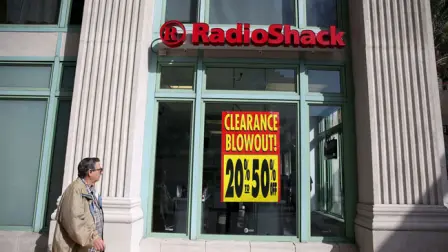 R RadioShack
CLEARANCE
BLOWOUT!
20% TO 50% OFF